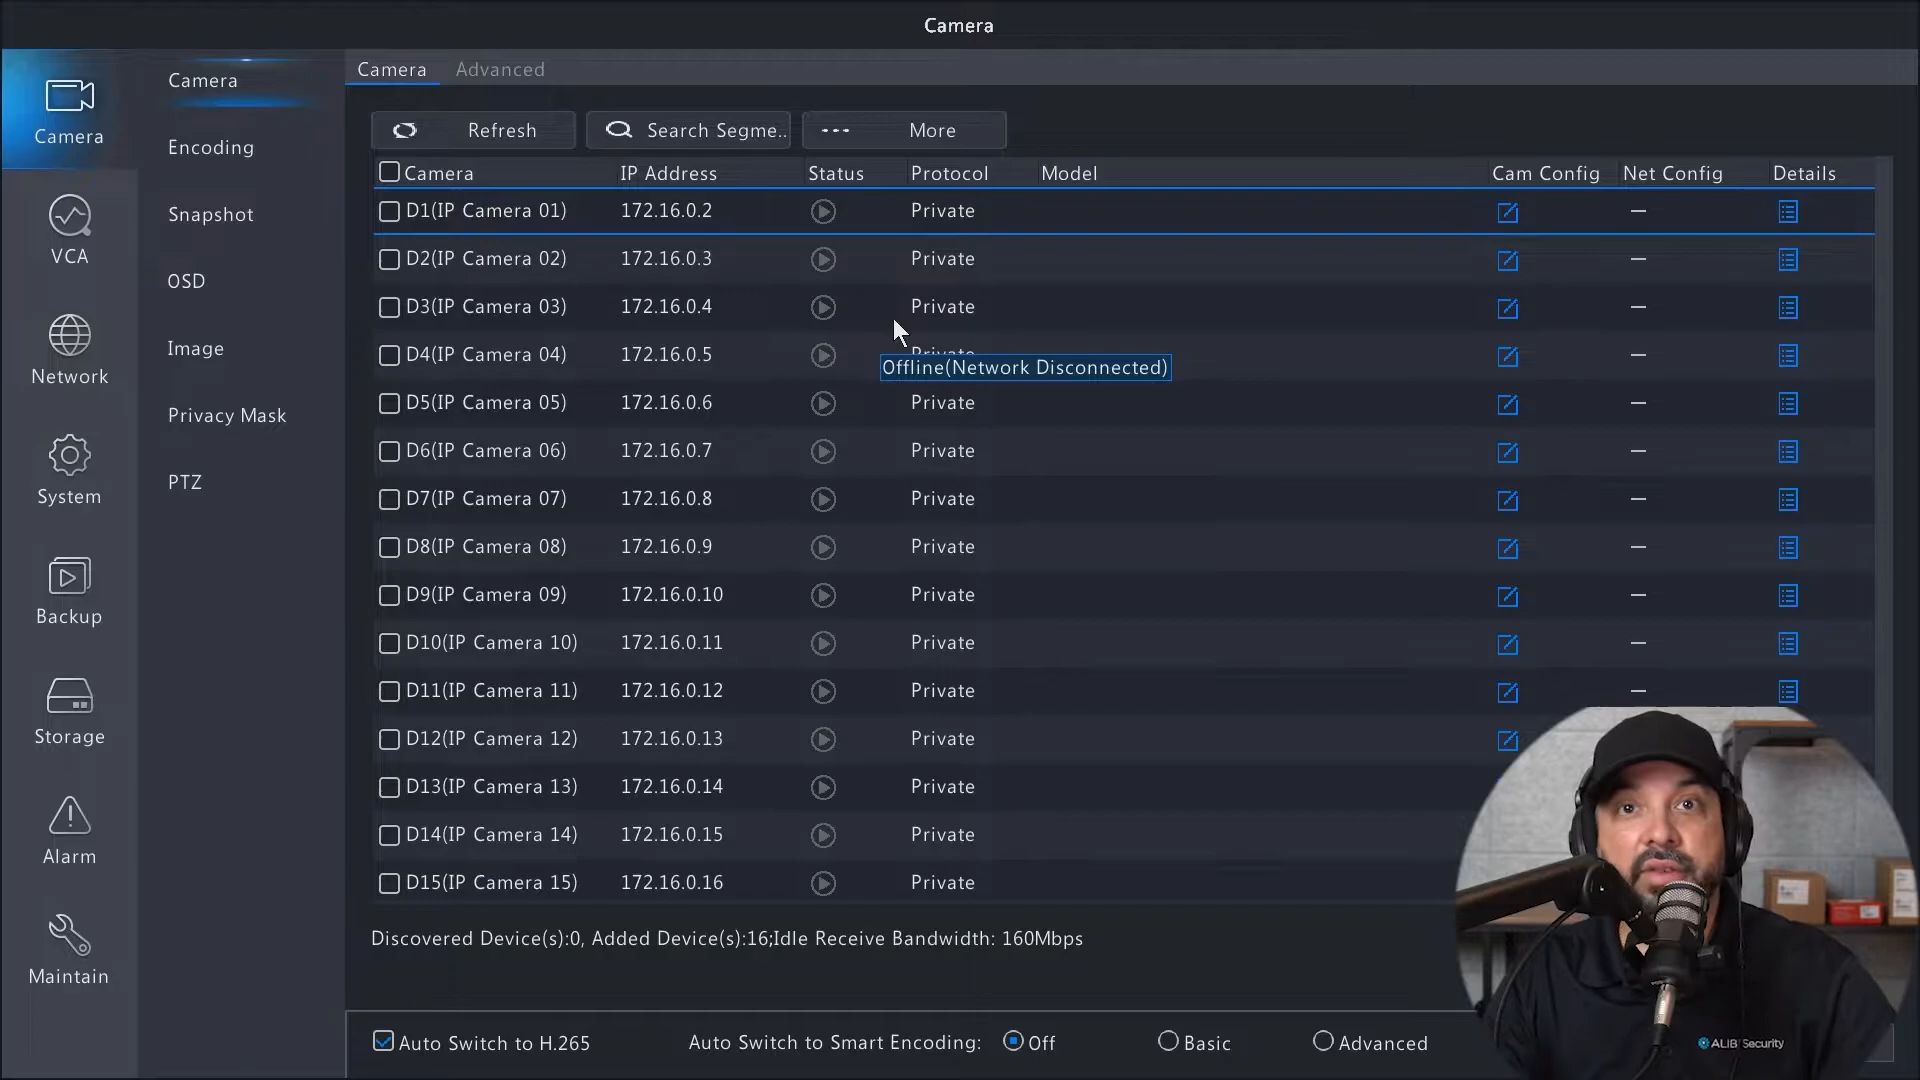 Camera
Camera
VCA
Network
System
Backup
Storage
Alarm
Maintain
Camera
Encoding
Snapshot
OSD
Image
Privacy Mask
PTZ
Camera Advanced
Refresh Search Segme.. ... More
Camera IP Address Status Protocol Model Cam Config Net Config Details
D1(IP Camera 01) 172.16.0.2 Private —
D2(IP Camera 02) 172.16.0.3 Private —
D3(IP Camera 03) 172.16.0.4 Private —
D4(IP Camera 04) 172.16.0.5 Private —
Offline(Network Disconnected)
D5(IP Camera 05) 172.16.0.6 Private —
D6(IP Camera 06) 172.16.0.7 Private —
D7(IP Camera 07) 172.16.0.8 Private —
D8(IP Camera 08) 172.16.0.9 Private —
D9(IP Camera 09) 172.16.0.10 Private —
D10(IP Camera 10) 172.16.0.11 Private —
D11(IP Camera 11) 172.16.0.12 Private —
D12(IP Camera 12) 172.16.0.13 Private
D13(IP Camera 13) 172.16.0.14 Private
D14(IP Camera 14) 172.16.0.15 Private
D15(IP Camera 15) 172.16.0.16 Private
Discovered Device(s):0, Added Device(s):16;Idle Receive Bandwidth: 160Mbps
Auto Switch to H.265 Auto Switch to Smart Encoding: Off Basic Advanced
ALIBI Security